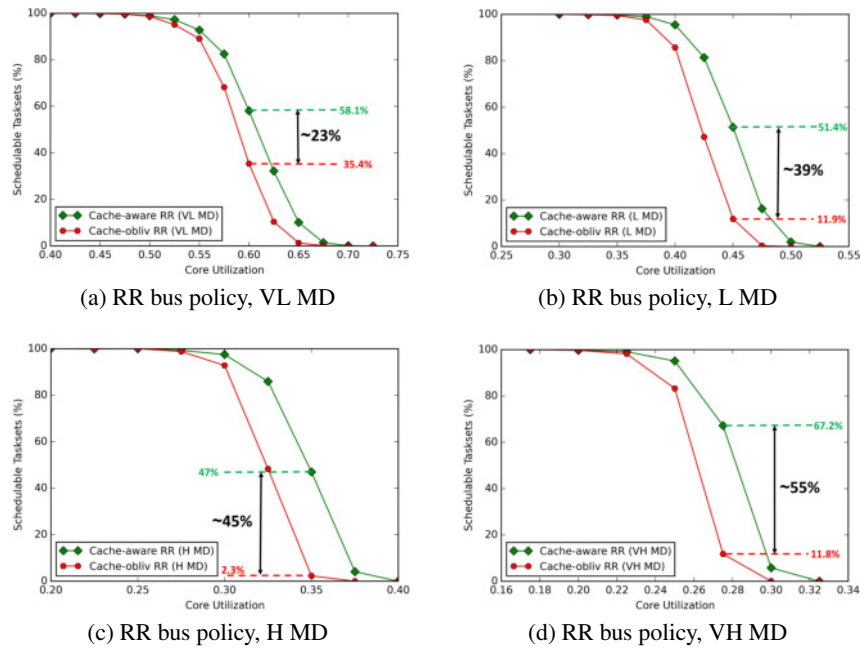 100
80
60
40
20
0
Schedulable Tasksets (%)
58.1%
~23%
35.4%
Cache-aware RR (VL MD)
Cache-obliv RR (VL MD)
0.40 0.45 0.50 0.55 0.60 0.65 0.70 0.75
Core Utilization
(a) RR bus policy, VL MD
100
80
60
40
20
0
Schedulable Tasksets (%)
51.4%
~39%
11.9%
Cache-aware RR (L MD)
Cache-obliv RR (L MD)
0.25 0.30 0.35 0.40 0.45 0.50 0.55
Core Utilization
(b) RR bus policy, L MD
100
80
60
40
20
0
Schedulable Tasksets (%)
47%
~45%
2.3%
Cache-aware RR (H MD)
Cache-obliv RR (H MD)
0.20 0.25 0.30 0.35 0.40
Core Utilization
(c) RR bus policy, H MD
100
80
60
40
20
0
Schedulable Tasksets (%)
67.2%
~55%
11.8%
Cache-aware RR (VH MD)
Cache-obliv RR (VH MD)
0.16 0.18 0.20 0.22 0.24 0.26 0.28 0.30 0.32 0.34
Core Utilization
(d) RR bus policy, VH MD